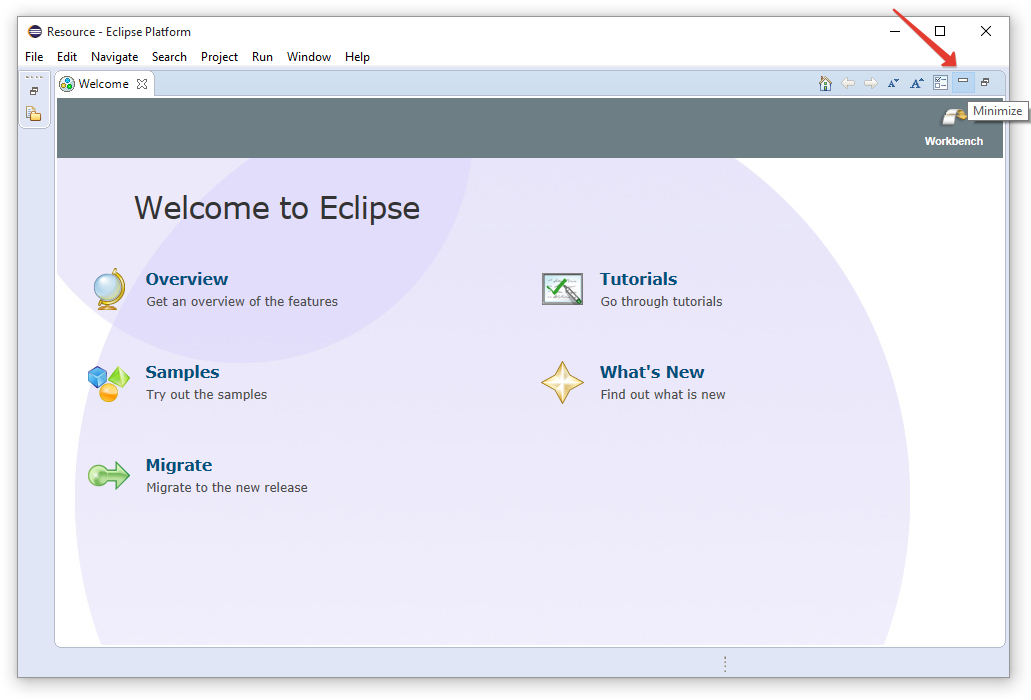 Resource - Eclipse Platform
File Edit Navigate Search Project Run Window Help
Welcome
A A
Minimize
Workbench
Welcome to Eclipse
Overview
Get an overview of the features
Tutorials
Go through tutorials
Samples
Try out the samples
What's New
Find out what is new
Migrate
Migrate to the new release